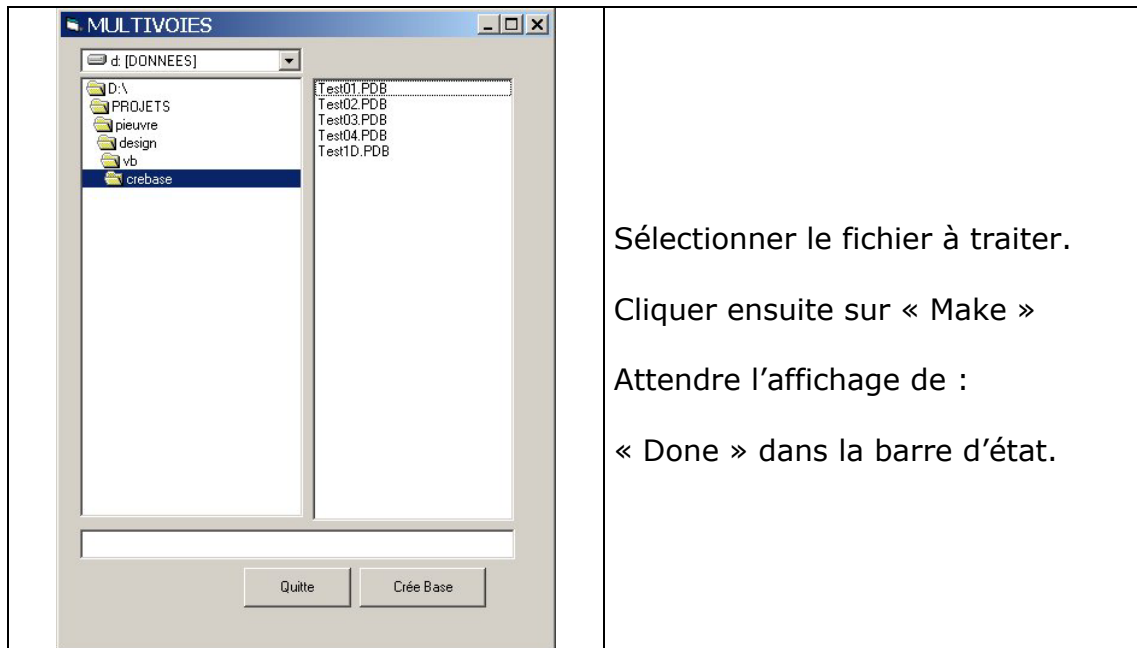 MULTIVOIES
d: [DONNEES]
D:\
PROJETS
pieuvre
design
vb
crebase
Test01.PDB
Test02.PDB
Test03.PDB
Test04.PDB
Test1D.PDB
Quitte
Crée Base
Sélectionner le fichier à traiter.
Cliquer ensuite sur « Make »
Attendre l’affichage de :
« Done » dans la barre d’état.